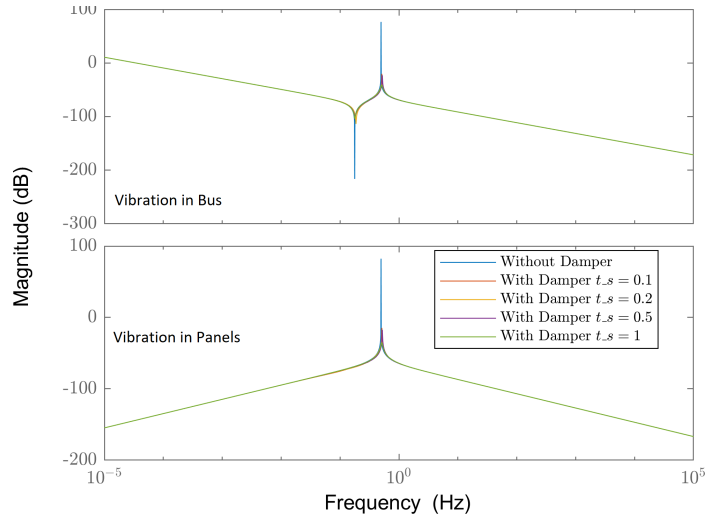 100
0
-100
-200
-300
Vibration in Bus
Magnitude (dB)
100
0
-100
-200
Vibration in Panels
Without Damper
With Damper t_s = 0.1
With Damper t_s = 0.2
With Damper t_s = 0.5
With Damper t_s = 1
10^-5
10^0
10^5
Frequency (Hz)